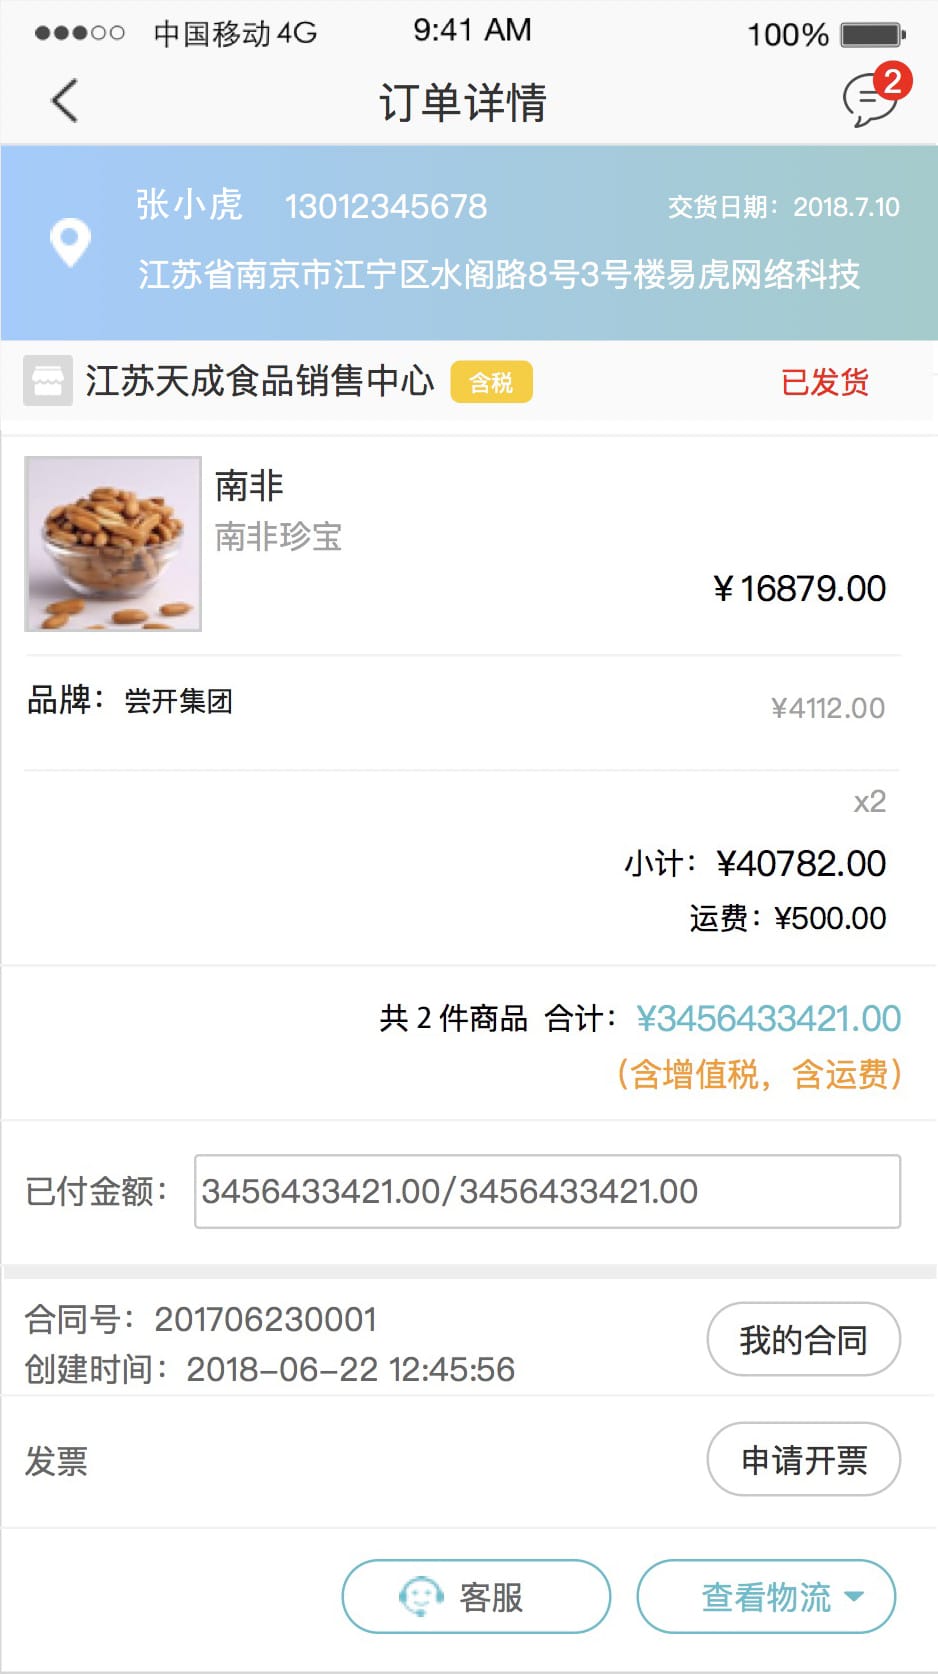 中国移动 4G 9:41 AM 100%
订单详情 2
张小虎 13012345678 交货日期：2018.7.10
江苏省南京市江宁区水阁路8号3号楼易虎网络科技
江苏天成食品销售中心 含税 已发货
南非
南非珍宝
¥16879.00
品牌：尝开集团 ¥4112.00
x2
小计：¥40782.00
运费：¥500.00
共 2 件商品 合计：¥3456433421.00
（含增值税，含运费）
已付金额：3456433421.00/3456433421.00
合同号：201706230001 我的合同
创建时间：2018-06-22 12:45:56
发票 申请开票
客服 查看物流